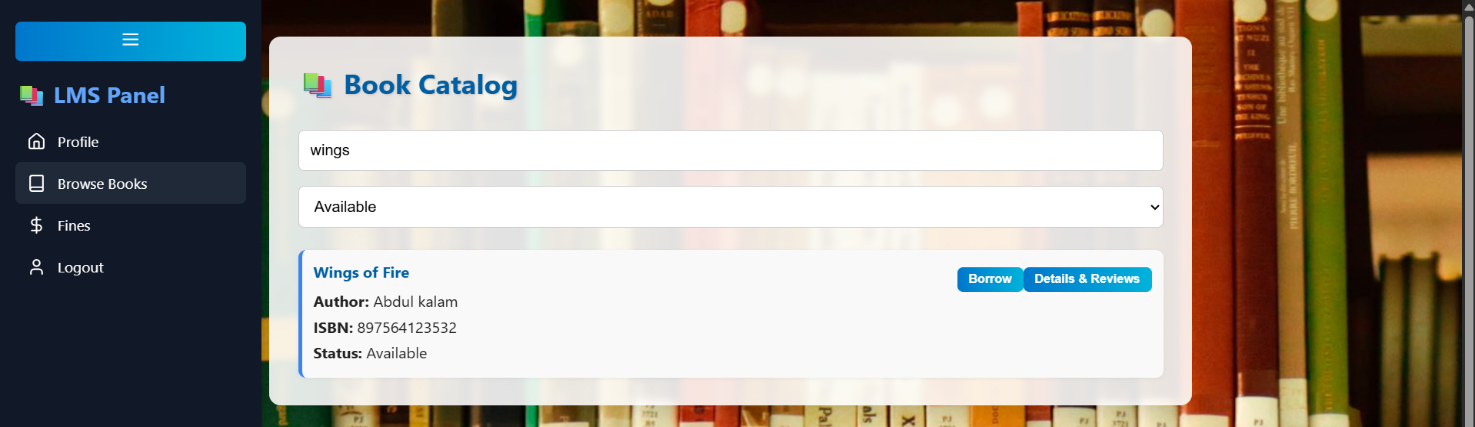 LMS Panel
Profile
Browse Books
Fines
Logout
Book Catalog
wings
Available
Wings of Fire
Borrow
Details & Reviews
Author: Abdul kalam
ISBN: 897564123532
Status: Available